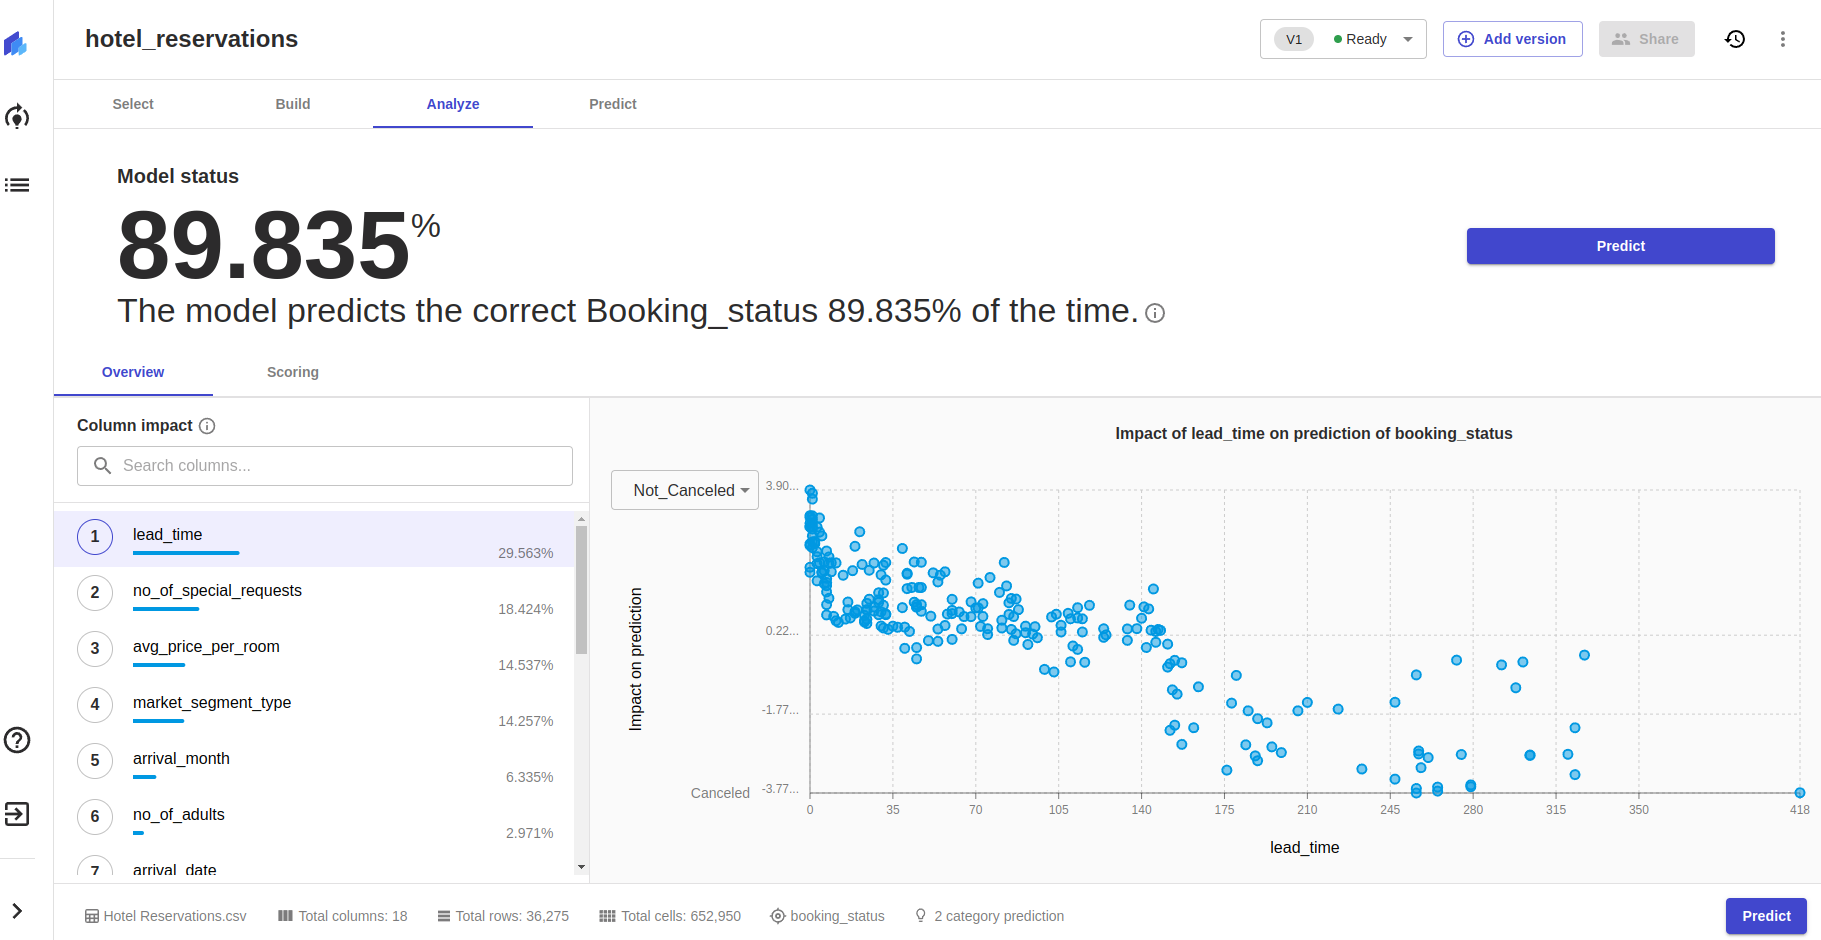 hotel_reservations
V1
Ready
Add version
Share
Select
Build
Analyze
Predict
Model status
89.835%
Predict
The model predicts the correct Booking_status 89.835% of the time.
Overview
Scoring
Column impact
Search columns...
1
lead_time
29.563%
2
no_of_special_requests
18.424%
3
avg_price_per_room
14.537%
4
market_segment_type
14.257%
5
arrival_month
6.335%
6
no_of_adults
2.971%
7
arrival_date
Impact of lead_time on prediction of booking_status
Not_Canceled
3.90...
0.22...
-1.77...
-3.77...
Canceled
Impact on prediction
0 35 70 105 140 175 210 245 280 315 350 418
lead_time
Hotel Reservations.csv
Total columns: 18
Total rows: 36,275
Total cells: 652,950
booking_status
2 category prediction
Predict